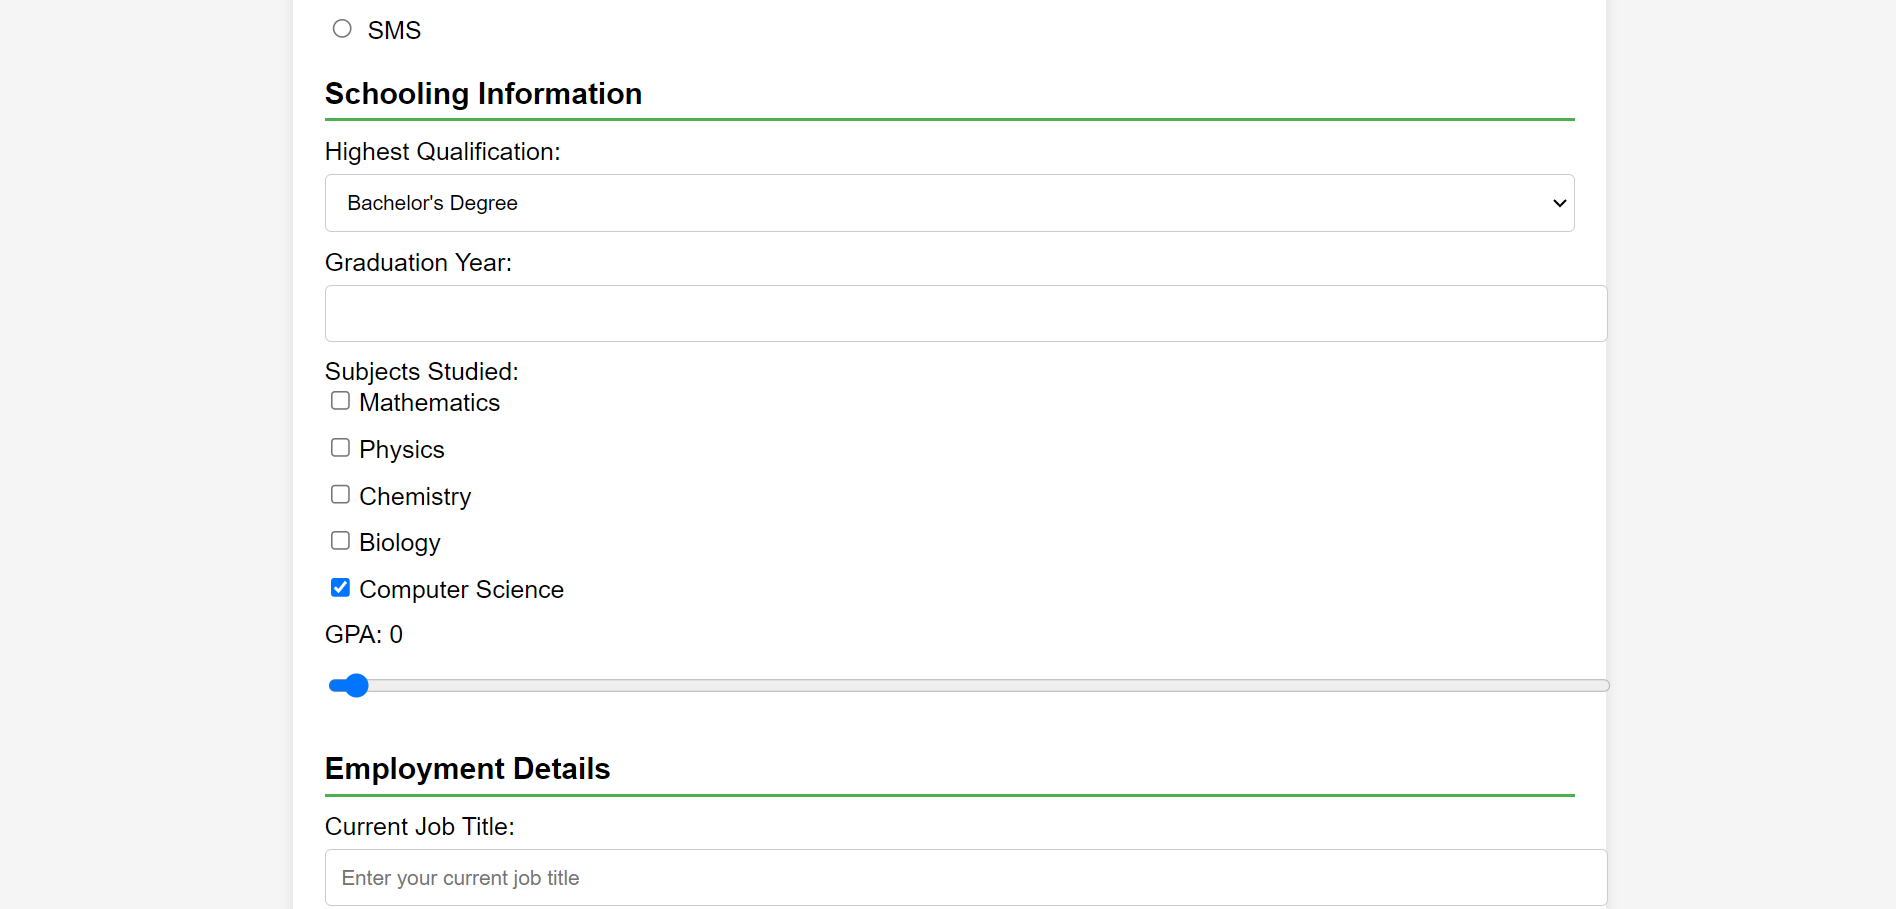 SMS
Schooling Information
Highest Qualification:
Bachelor's Degree
Graduation Year:
Subjects Studied:
Mathematics
Physics
Chemistry
Biology
Computer Science
GPA: 0
Employment Details
Current Job Title:
Enter your current job title